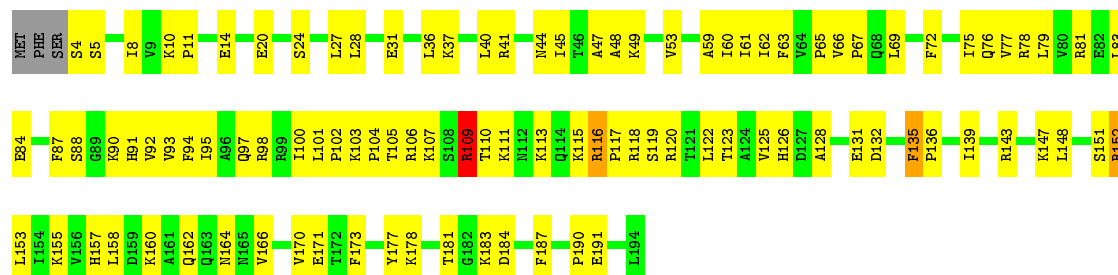 MET PHE SER S4 S5 I8 V9 K10 P11 E14 E20 S24 L27 L28 E31 L36 K37 L40 R41 N44 I45 T46 A47 A48 K49 V53 A59 I60 I61 I62 F63 V64 P65 V66 P67 Q68 L69 F72 I75 Q76 V77 R78 L79 V80 R81 E82 L83
E84 F87 S88 G89 K90 H91 V92 V93 F94 I95 A96 Q97 R98 R99 I100 L101 P102 K103 P104 T105 R106 K107 S108 R109 T110 K111 N112 K113 Q114 K115 R116 P117 R118 S119 R120 T121 L122 T123 A124 V125 H126 D127 A128 E131 D132 F135 P136 I139 R143 K147 L148 S151 R152
L153 I154 K155 V156 H157 L158 D159 K160 A161 Q162 Q163 N164 N165 V166 V170 E171 T172 F173 Y177 K178 T181 G182 K183 D184 F187 P190 E191 L194